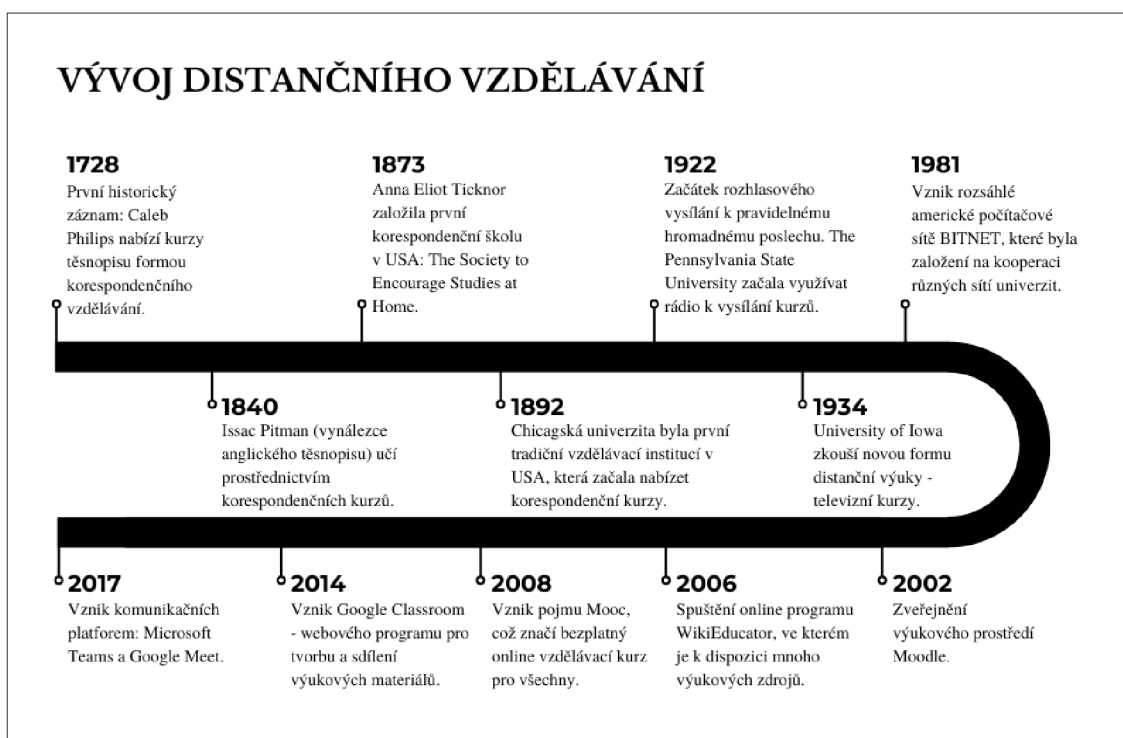 VÝVOJ DISTANČNÍHO VZDĚLÁVÁNÍ
1728
První historický
záznam: Caleb
Philips nabízí kurzy
těsnopisu formou
korespondenčního
vzdělávání.
1873
Anna Eliot Ticknor
založila první
korespondenční školu
v USA: The Society to
Encourage Studies at
Home.
1922
Začátek rozhlasového
vysílání k pravidelnému
hromadnému poslechu. The
Pennsylvania State
University začala využívat
rádio k vysílání kurzů.
1981
Vznik rozsáhlé
americké počítačové
sítě BITNET, které byla
založení na kooperaci
různých sítí univerzit.
1840
Issac Pitman (vynálezce
anglického těsnopisu) učí
prostřednictvím
korespondenčních kurzů.
1892
Chicagská univerzita byla první
tradiční vzdělávací institucí v
USA, která začala nabízet
korespondenční kurzy.
1934
University of Iowa
zkouší novou formu
distanční výuky -
televizní kurzy.
2017
Vznik komunikačních
platforem: Microsoft
Teams a Google Meet.
2014
Vznik Google Classroom
- webového programu pro
tvorbu a sdílení
výukových materiálů.
2008
Vznik pojmu Mooc,
což značí bezplatný
online vzdělávací kurz
pro všechny.
2006
Spuštění online programu
WikiEducator, ve kterém
je k dispozici mnoho
výukových zdrojů.
2002
Zveřejnění
výukového prostředí
Moodle.